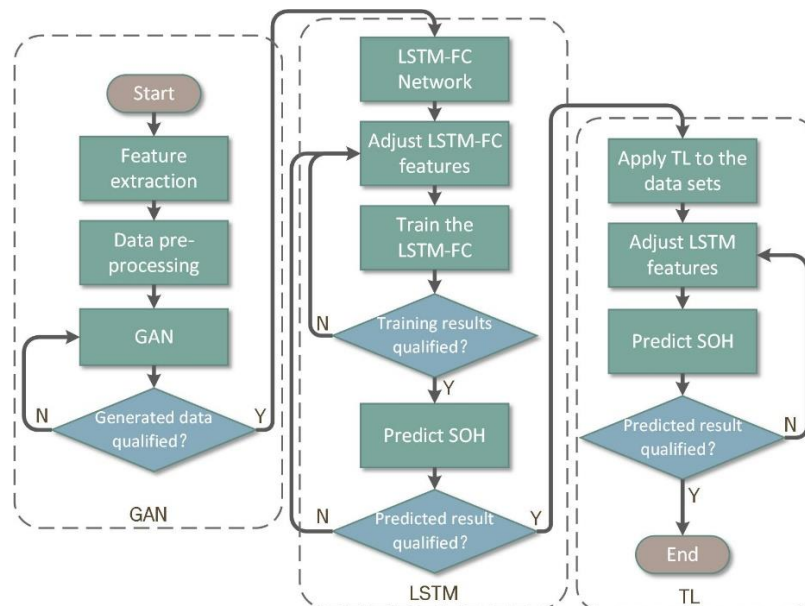 Start
Feature
extraction
Data pre-
processing
GAN
N
Generated data
qualified?
Y
GAN
LSTM-FC
Network
Adjust LSTM-FC
features
Train the
LSTM-FC
N
Training results
qualified?
Y
Predict SOH
N
Predicted result
qualified?
Y
LSTM
Apply TL to the
data sets
Adjust LSTM
features
Predict SOH
Predicted result
qualified?
N
Y
End
TL